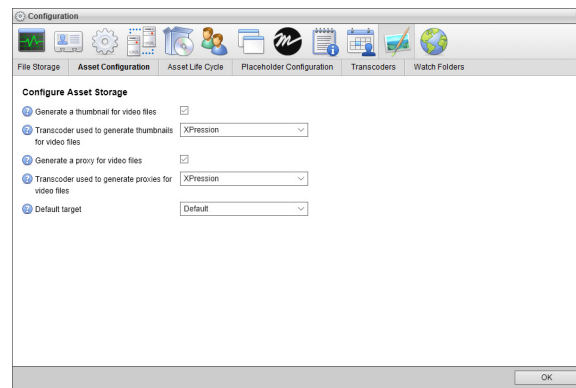 Configuration
File Storage Asset Configuration Asset Life Cycle Placeholder Configuration Transcoders Watch Folders
Configure Asset Storage
Generate a thumbnail for video files
Transcoder used to generate thumbnails XPression
for video files
Generate a proxy for video files
Transcoder used to generate proxies for XPression
video files
Default target Default
OK